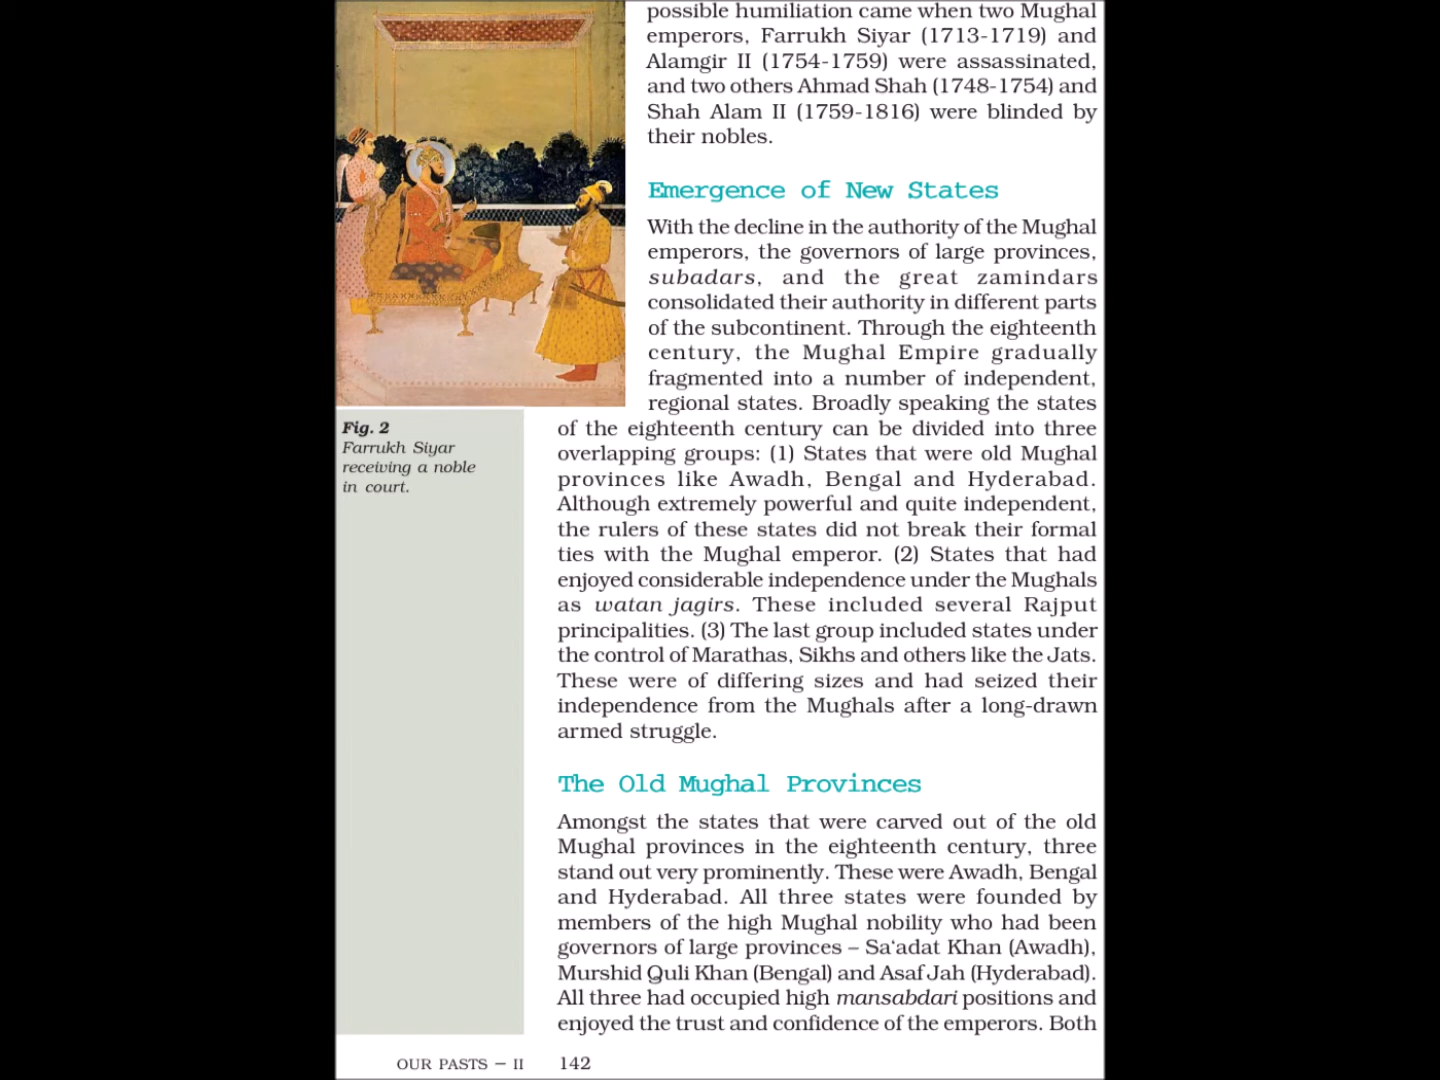 possible humiliation came when two Mughal
emperors, Farrukh Siyar (1713-1719) and
Alamgir II (1754-1759) were assassinated,
and two others Ahmad Shah (1748-1754) and
Shah Alam II (1759-1816) were blinded by
their nobles.
Emergence of New States
With the decline in the authority of the Mughal
emperors, the governors of large provinces,
subadars, and the great zamindars
consolidated their authority in different parts
of the subcontinent. Through the eighteenth
century, the Mughal Empire gradually
fragmented into a number of independent,
regional states. Broadly speaking the states
of the eighteenth century can be divided into three
overlapping groups: (1) States that were old Mughal
provinces like Awadh, Bengal and Hyderabad.
Although extremely powerful and quite independent,
the rulers of these states did not break their formal
ties with the Mughal emperor. (2) States that had
enjoyed considerable independence under the Mughals
as watan jagirs. These included several Rajput
principalities. (3) The last group included states under
the control of Marathas, Sikhs and others like the Jats.
These were of differing sizes and had seized their
independence from the Mughals after a long-drawn
armed struggle.
Fig. 2
Farrukh Siyar
receiving a noble
in court.
The Old Mughal Provinces
Amongst the states that were carved out of the old
Mughal provinces in the eighteenth century, three
stand out very prominently. These were Awadh, Bengal
and Hyderabad. All three states were founded by
members of the high Mughal nobility who had been
governors of large provinces – Sa‘adat Khan (Awadh),
Murshid Quli Khan (Bengal) and Asaf Jah (Hyderabad).
All three had occupied high mansabdari positions and
enjoyed the trust and confidence of the emperors. Both
OUR PASTS – II 142